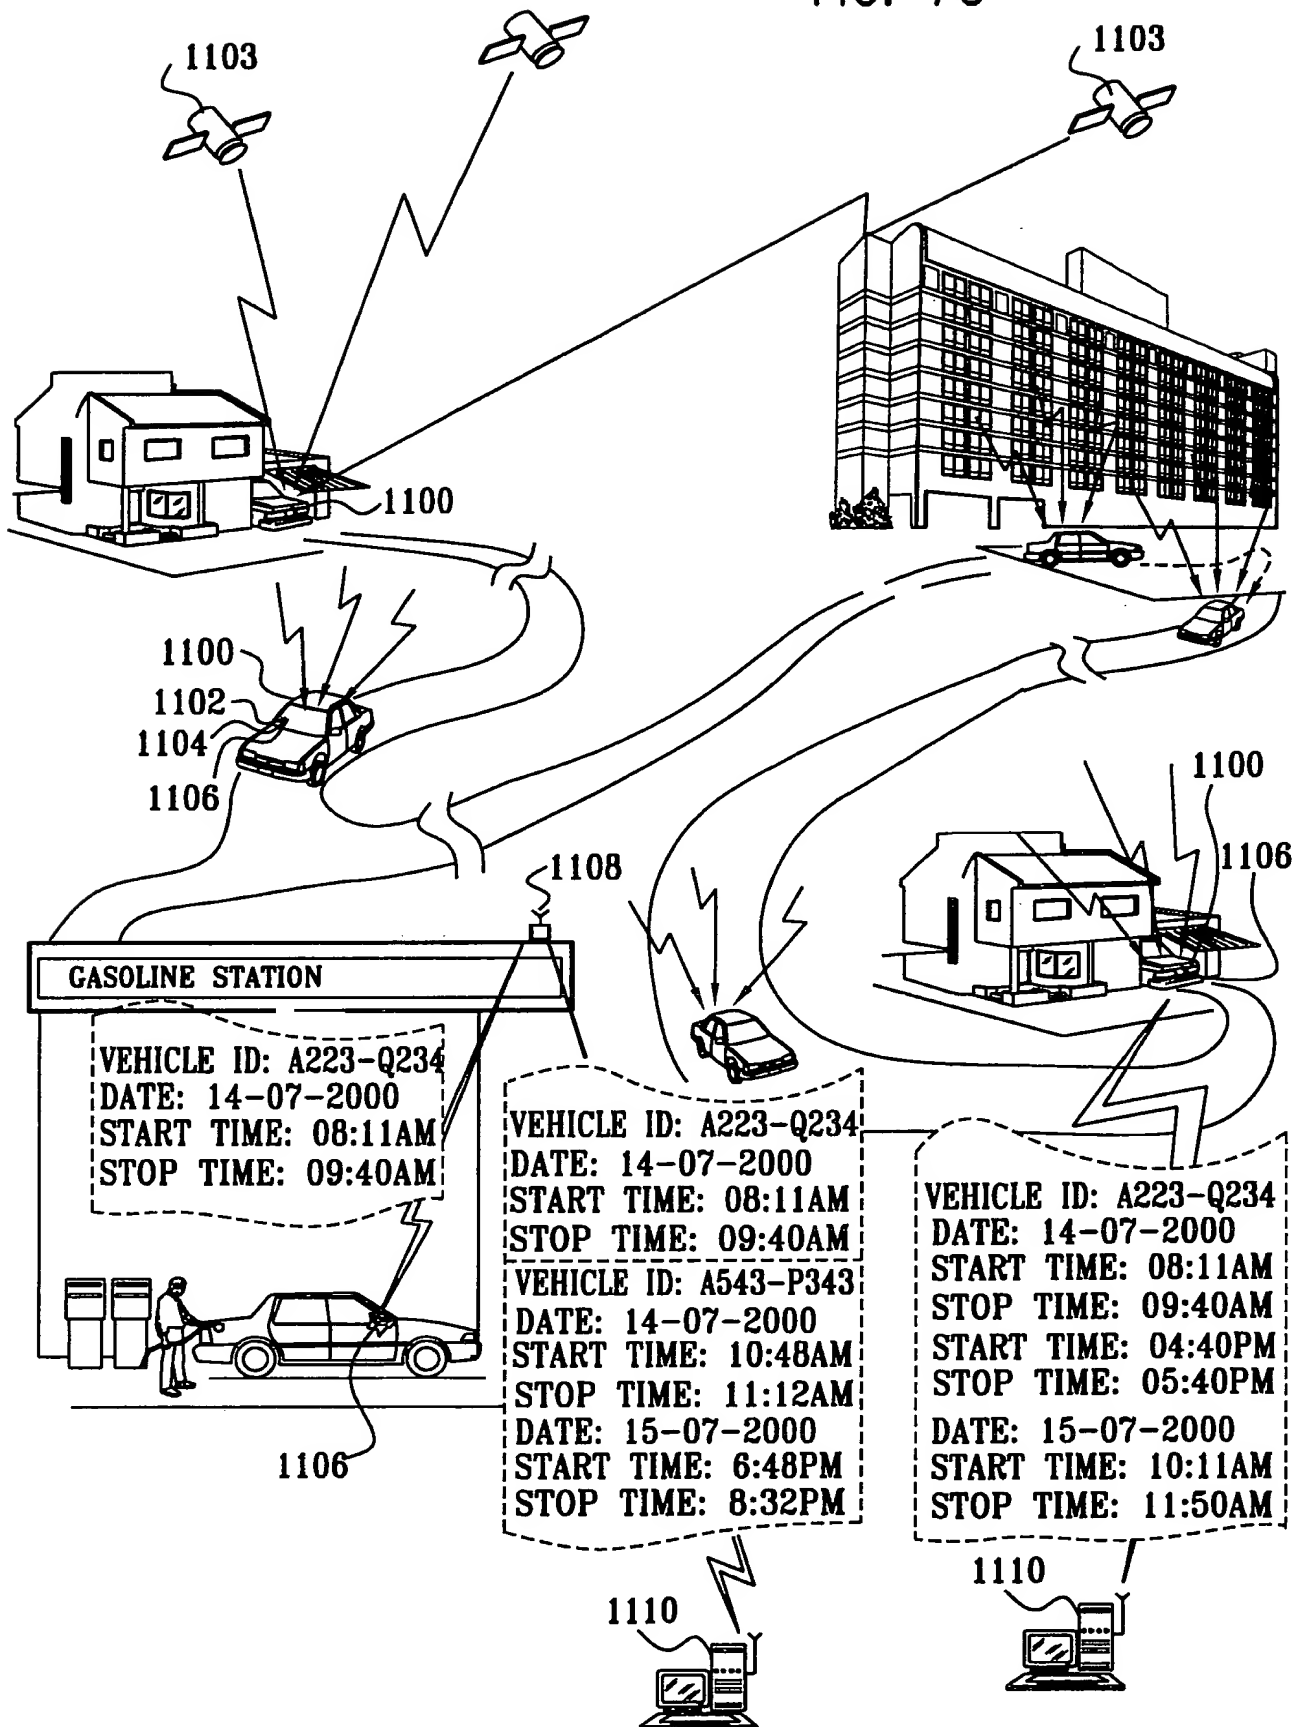 1103
1103
1100
1100
1102
1104
1106
1100
1106
1108
GASOLINE STATION
VEHICLE ID: A223-Q234
DATE: 14-07-2000
START TIME: 08:11AM
STOP TIME: 09:40AM
1106
VEHICLE ID: A223-Q234
DATE: 14-07-2000
START TIME: 08:11AM
STOP TIME: 09:40AM
VEHICLE ID: A543-P343
DATE: 14-07-2000
START TIME: 10:48AM
STOP TIME: 11:12AM
DATE: 15-07-2000
START TIME: 6:48PM
STOP TIME: 8:32PM
VEHICLE ID: A223-Q234
DATE: 14-07-2000
START TIME: 08:11AM
STOP TIME: 09:40AM
START TIME: 04:40PM
STOP TIME: 05:40PM
DATE: 15-07-2000
START TIME: 10:11AM
STOP TIME: 11:50AM
1110
1110